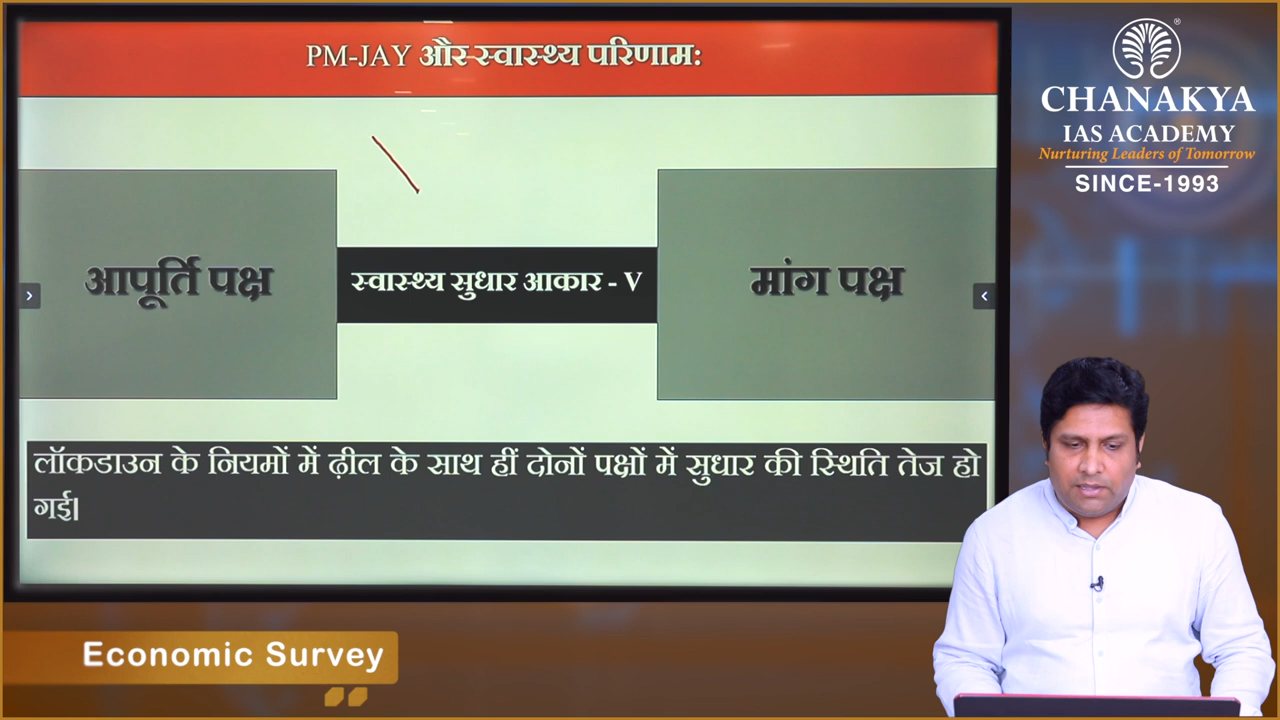 PM-JAY और स्वास्थ्य परिणाम:
आपूर्ति पक्ष
स्वास्थ्य सुधार आकार - V
मांग पक्ष
लॉकडाउन के नियमों में ढ़ील के साथ हीं दोनों पक्षों में सुधार की स्थिति तेज हो
गई|
CHANAKYA
IAS ACADEMY
Nurturing Leaders of Tomorrow
SINCE-1993
Economic Survey